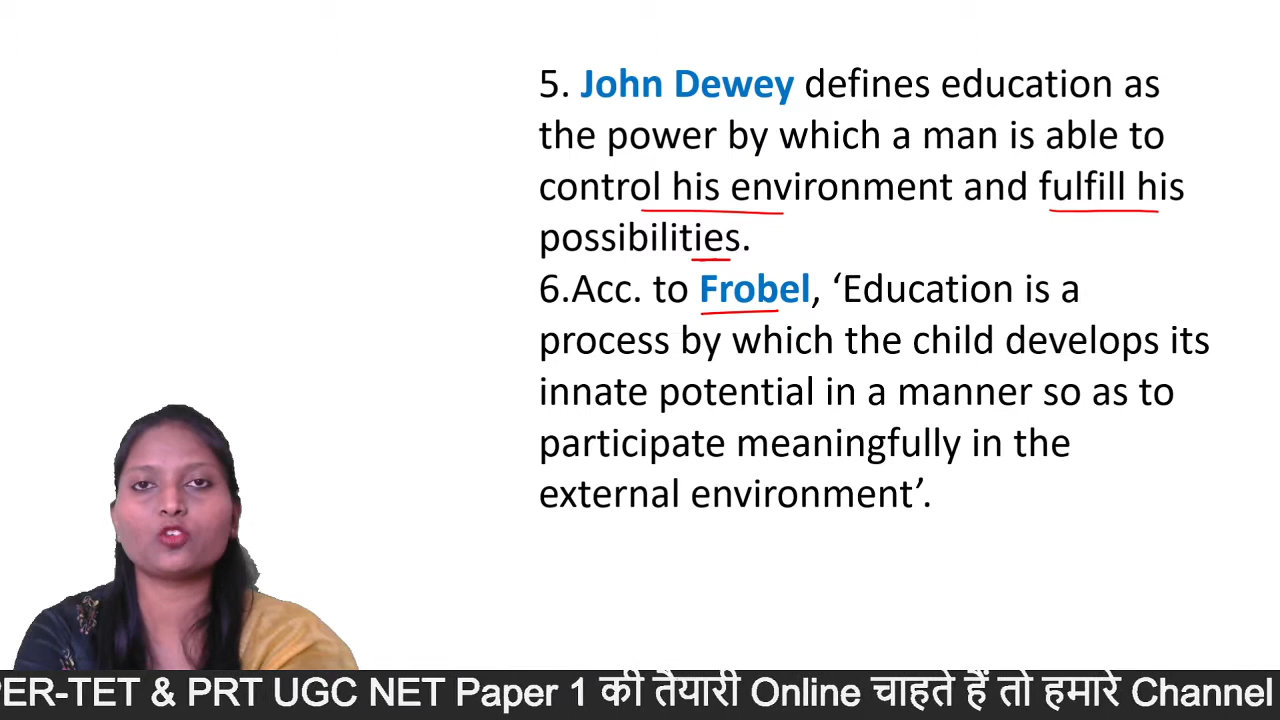 5. John Dewey defines education as
the power by which a man is able to
control his environment and fulfill his
possibilities.
6.Acc. to Frobel, ‘Education is a
process by which the child develops its
innate potential in a manner so as to
participate meaningfully in the
external environment’.
PER-TET & PRT UGC NET Paper 1 की तैयारी Online चाहते हैं तो हमारे Channel